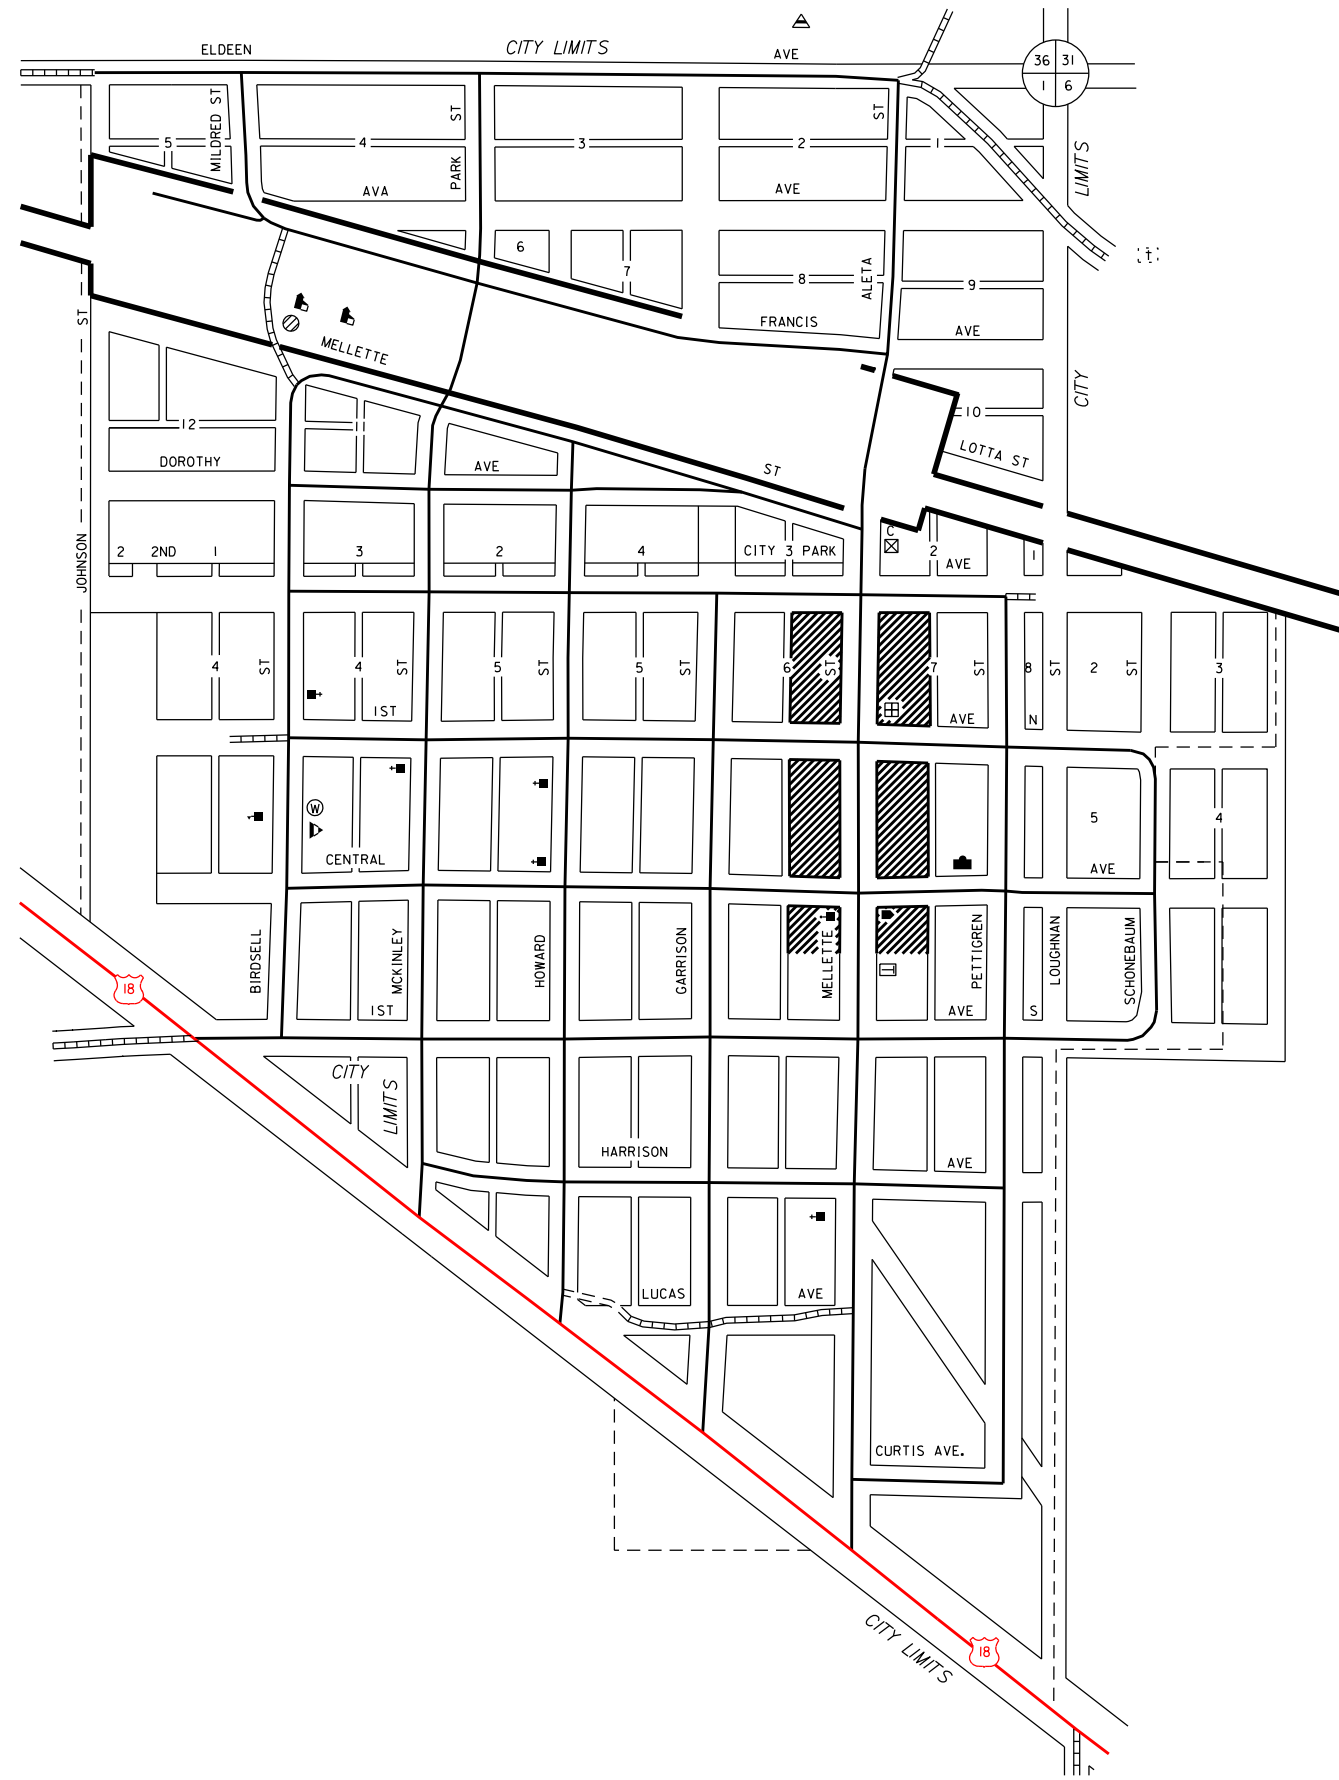 ELDEEN
CITY LIMITS
AVE
36 31
1 6
MILDRED ST
PARK ST
ST
5
4
3
2
1
AVA
AVE
CITY LIMITS
6
7
8
9
ALETA
FRANCIS
AVE
JOHNSON ST
MELLETTE
ST
10
LOTTA ST
12
11
DOROTHY
AVE
C
2 2ND 1
3
2
4
CITY 3 PARK
2
AVE
1
4
ST
4
ST
5
ST
5
ST
6
ST
7
ST
8
ST
2
ST
3
1ST
AVE
N
W
CENTRAL
5
AVE
4
BIRDSELL
MCKINLEY
HOWARD
GARRISON
MELLETTE
PETTIGREN
LOUGHNAN
SCHONEBAUM
18
1ST
AVE
S
CITY
LIMITS
HARRISON
AVE
LUCAS
AVE
CURTIS AVE.
CITY LIMITS
18